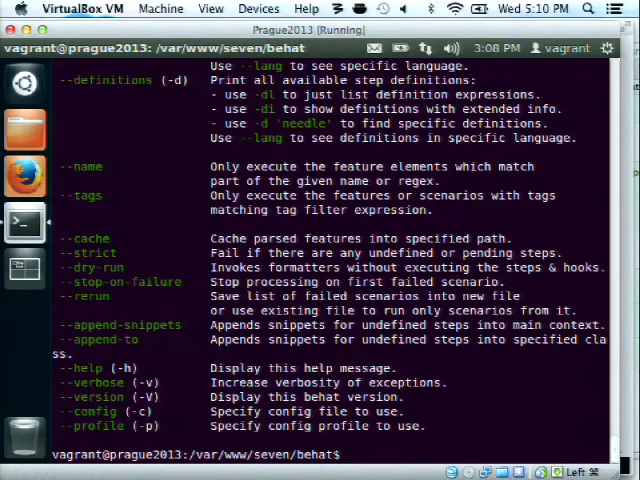 VirtualBox VM Machine View Devices Help Wed 5:10 PM
Prague2013 [Running]
vagrant@prague2013: /var/www/seven/behat 3:08 PM vagrant
Use --lang to see specific language.
--definitions (-d) Print all available step definitions:
- use -dl to just list definition expressions.
- use -di to show definitions with extended info.
- use -d 'needle' to find specific definitions.
Use --lang to see definitions in specific language.
--name Only execute the feature elements which match
part of the given name or regex.
--tags Only execute the features or scenarios with tags
matching tag filter expression.
--cache Cache parsed features into specified path.
--strict Fail if there are any undefined or pending steps.
--dry-run Invokes formatters without executing the steps & hooks.
--stop-on-failure Stop processing on first failed scenario.
--rerun Save list of failed scenarios into new file
or use existing file to run only scenarios from it.
--append-snippets Appends snippets for undefined steps into main context.
--append-to Appends snippets for undefined steps into specified cla
ss.
--help (-h) Display this help message.
--verbose (-v) Increase verbosity of exceptions.
--version (-V) Display this behat version.
--config (-c) Specify config file to use.
--profile (-p) Specify config profile to use.
vagrant@prague2013:/var/www/seven/behat$
Left ⌘